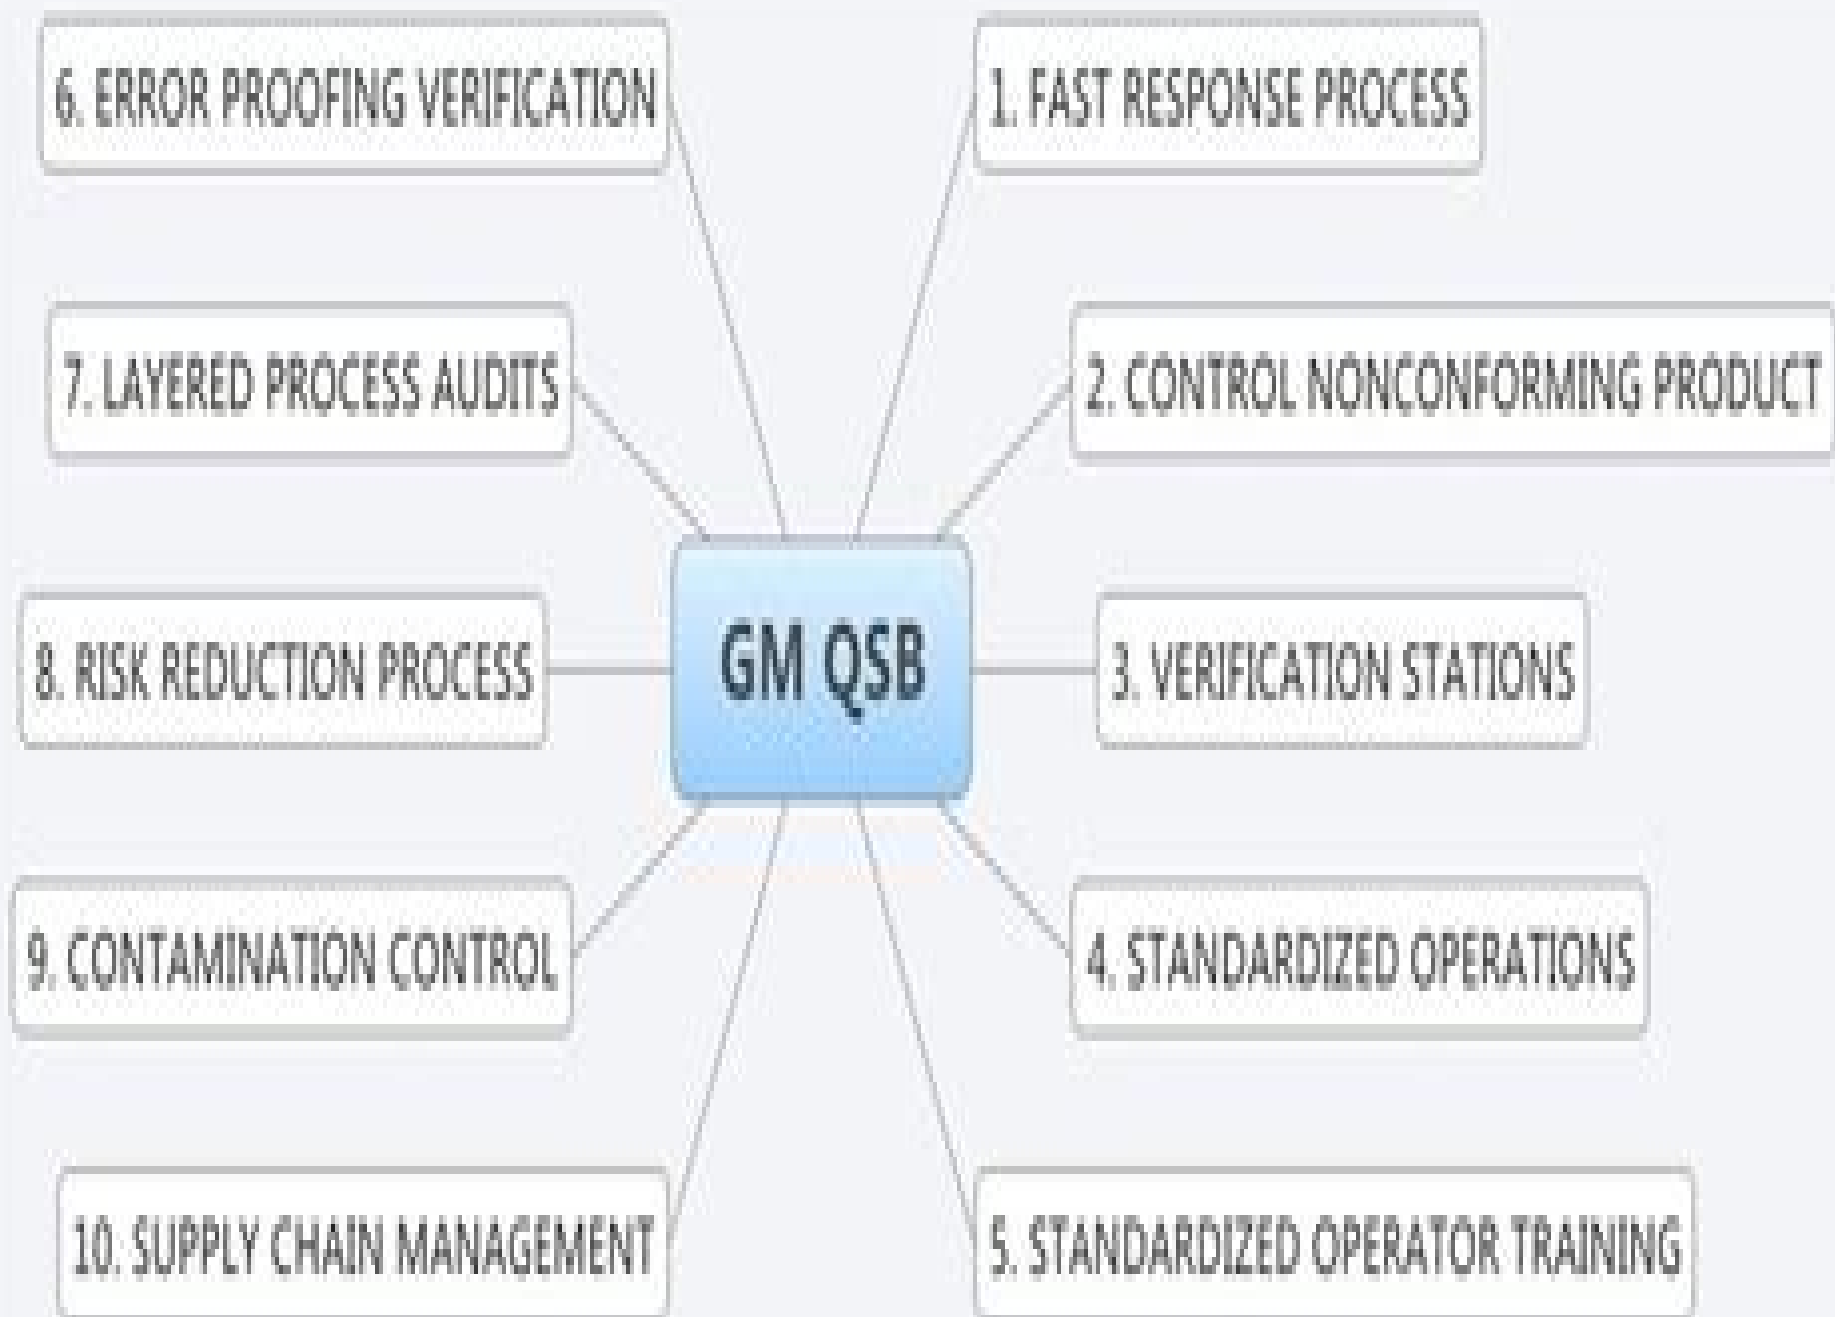 6. ERROR PROOFING VERIFICATION
1. FAST RESPONSE PROCESS
7. LAYERED PROCESS AUDITS
2. CONTROL NONCONFORMING PRODUCT
GM QSB
8. RISK REDUCTION PROCESS
3. VERIFICATION STATIONS
9. CONTAMINATION CONTROL
4. STANDARDIZED OPERATIONS
10. SUPPLY CHAIN MANAGEMENT
5. STANDARDIZED OPERATOR TRAINING